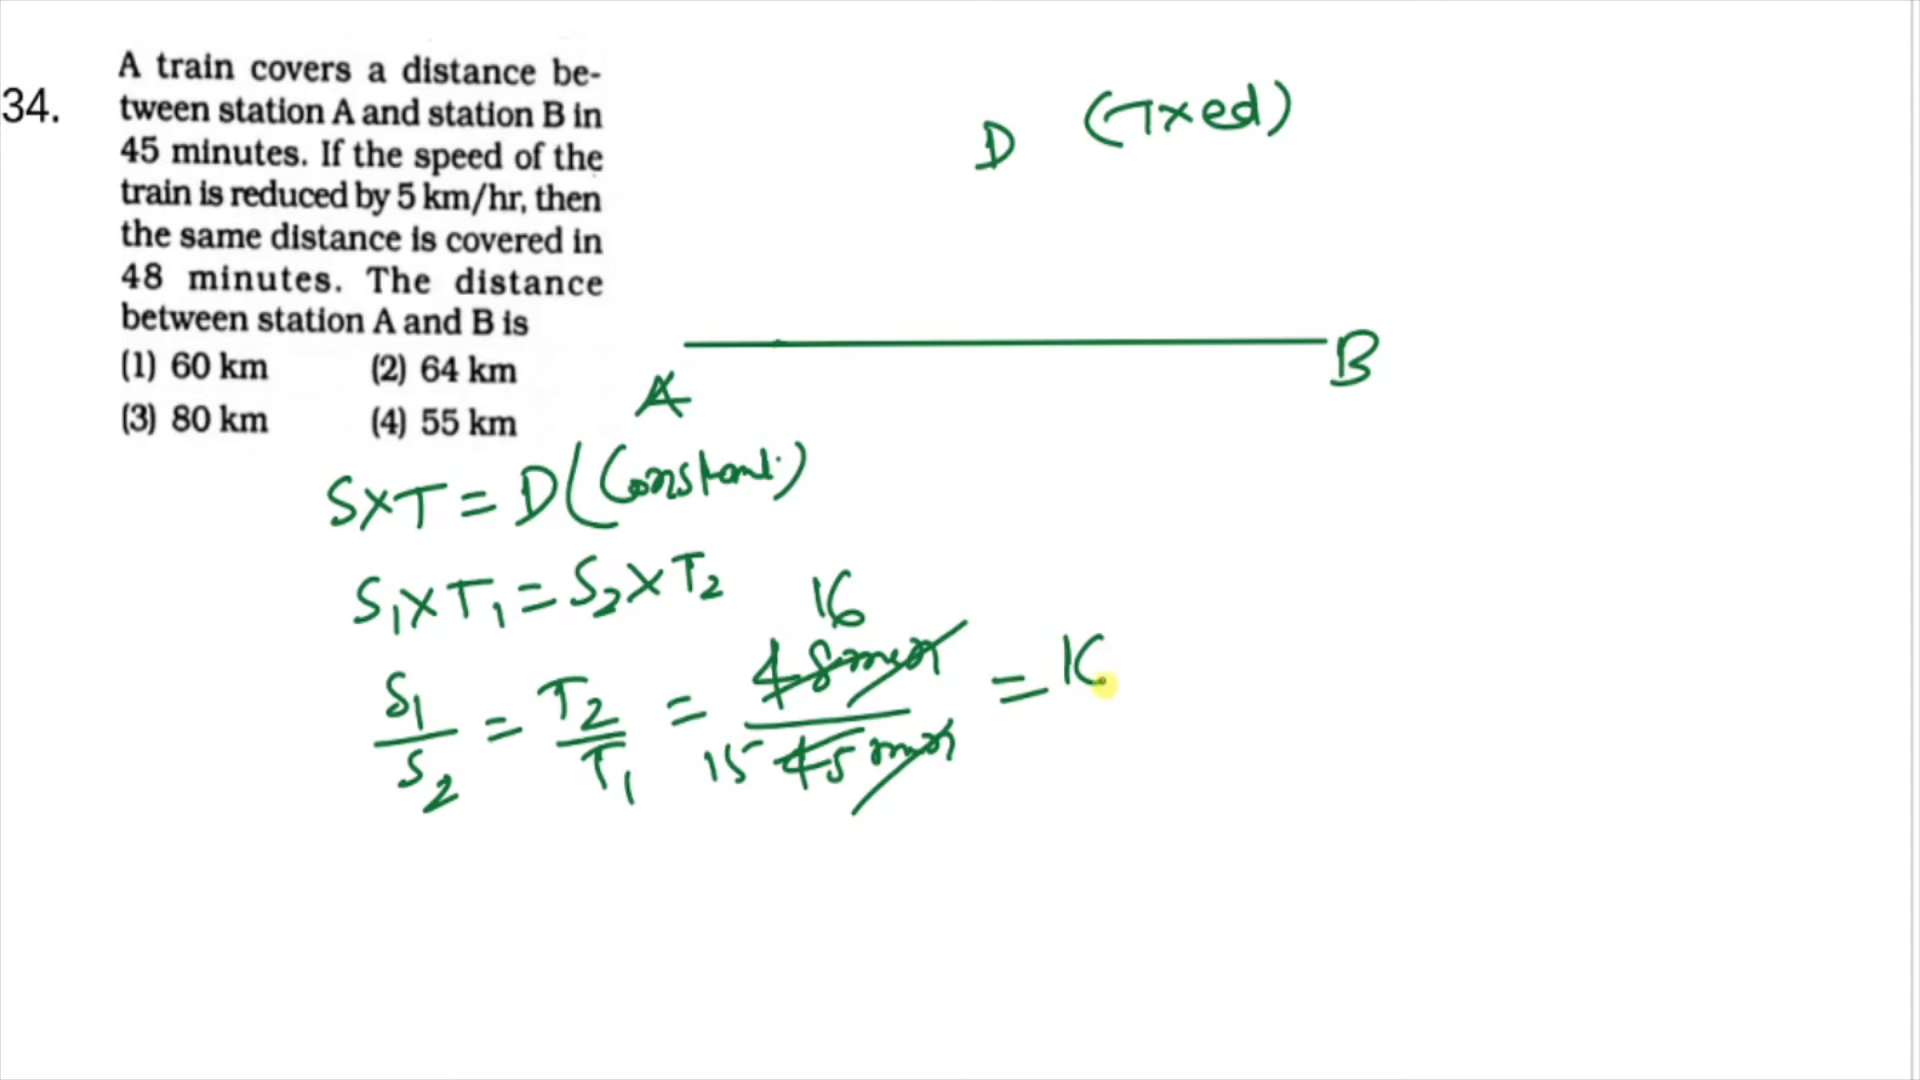 34.
A train covers a distance be-
tween station A and station B in
45 minutes. If the speed of the
train is reduced by 5 km/hr, then
the same distance is covered in
48 minutes. The distance
between station A and B is
(1) 60 km (2) 64 km
(3) 80 km (4) 55 km
D (Fixed)
A B
S×T = D (Constant)
S₁×T₁ = S₂×T₂
16
S₁/S₂ = T₂/T₁ = 48 min/45 min = 16
15